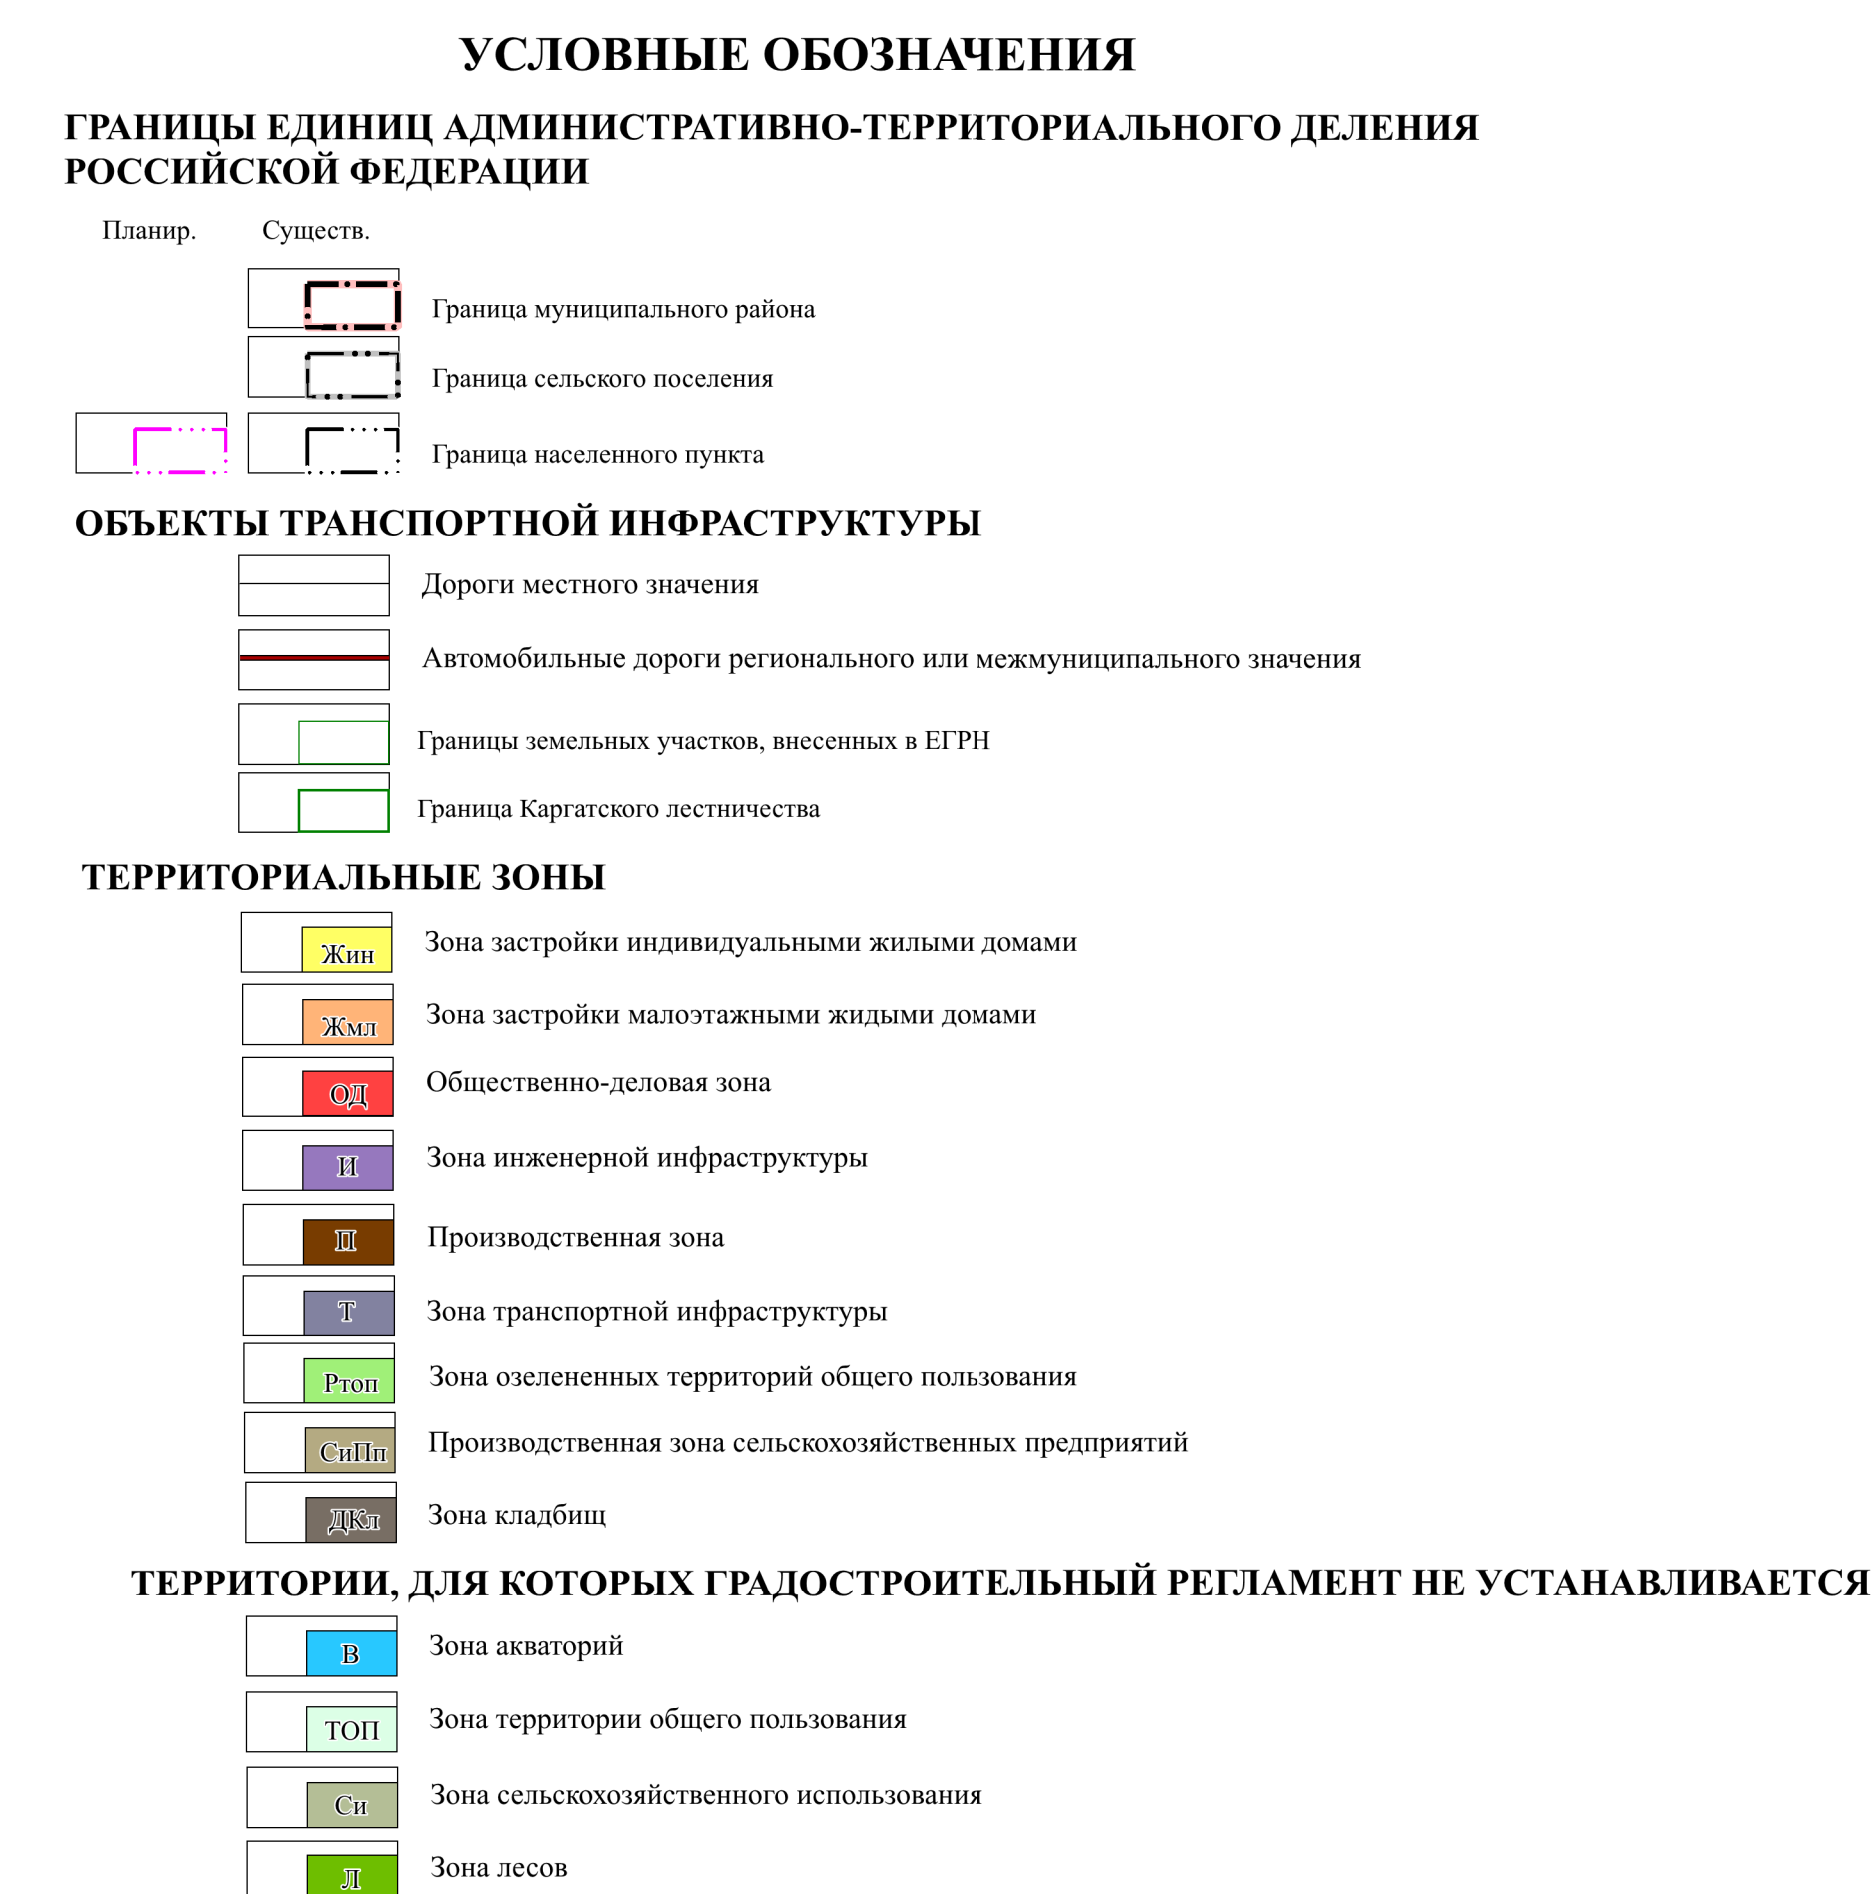 УСЛОВНЫЕ ОБОЗНАЧЕНИЯ
ГРАНИЦЫ ЕДИНИЦ АДМИНИСТРАТИВНО-ТЕРРИТОРИАЛЬНОГО ДЕЛЕНИЯ
РОССИЙСКОЙ ФЕДЕРАЦИИ
Планир. Существ.
Граница муниципального района
Граница сельского поселения
Граница населенного пункта
ОБЪЕКТЫ ТРАНСПОРТНОЙ ИНФРАСТРУКТУРЫ
Дороги местного значения
Автомобильные дороги регионального или межмуниципального значения
Границы земельных участков, внесенных в ЕГРН
Граница Каргатского лестничества
ТЕРРИТОРИАЛЬНЫЕ ЗОНЫ
Жин Зона застройки индивидуальными жилыми домами
Жмл Зона застройки малоэтажными жидыми домами
ОД Общественно-деловая зона
И Зона инженерной инфраструктуры
П Производственная зона
Т Зона транспортной инфраструктуры
Ртоп Зона озелененных территорий общего пользования
СиПп Производственная зона сельскохозяйственных предприятий
ДКл Зона кладбищ
ТЕРРИТОРИИ, ДЛЯ КОТОРЫХ ГРАДОСТРОИТЕЛЬНЫЙ РЕГЛАМЕНТ НЕ УСТАНАВЛИВАЕТСЯ
В Зона акваторий
ТОП Зона территории общего пользования
Си Зона сельскохозяйственного использования
Л Зона лесов